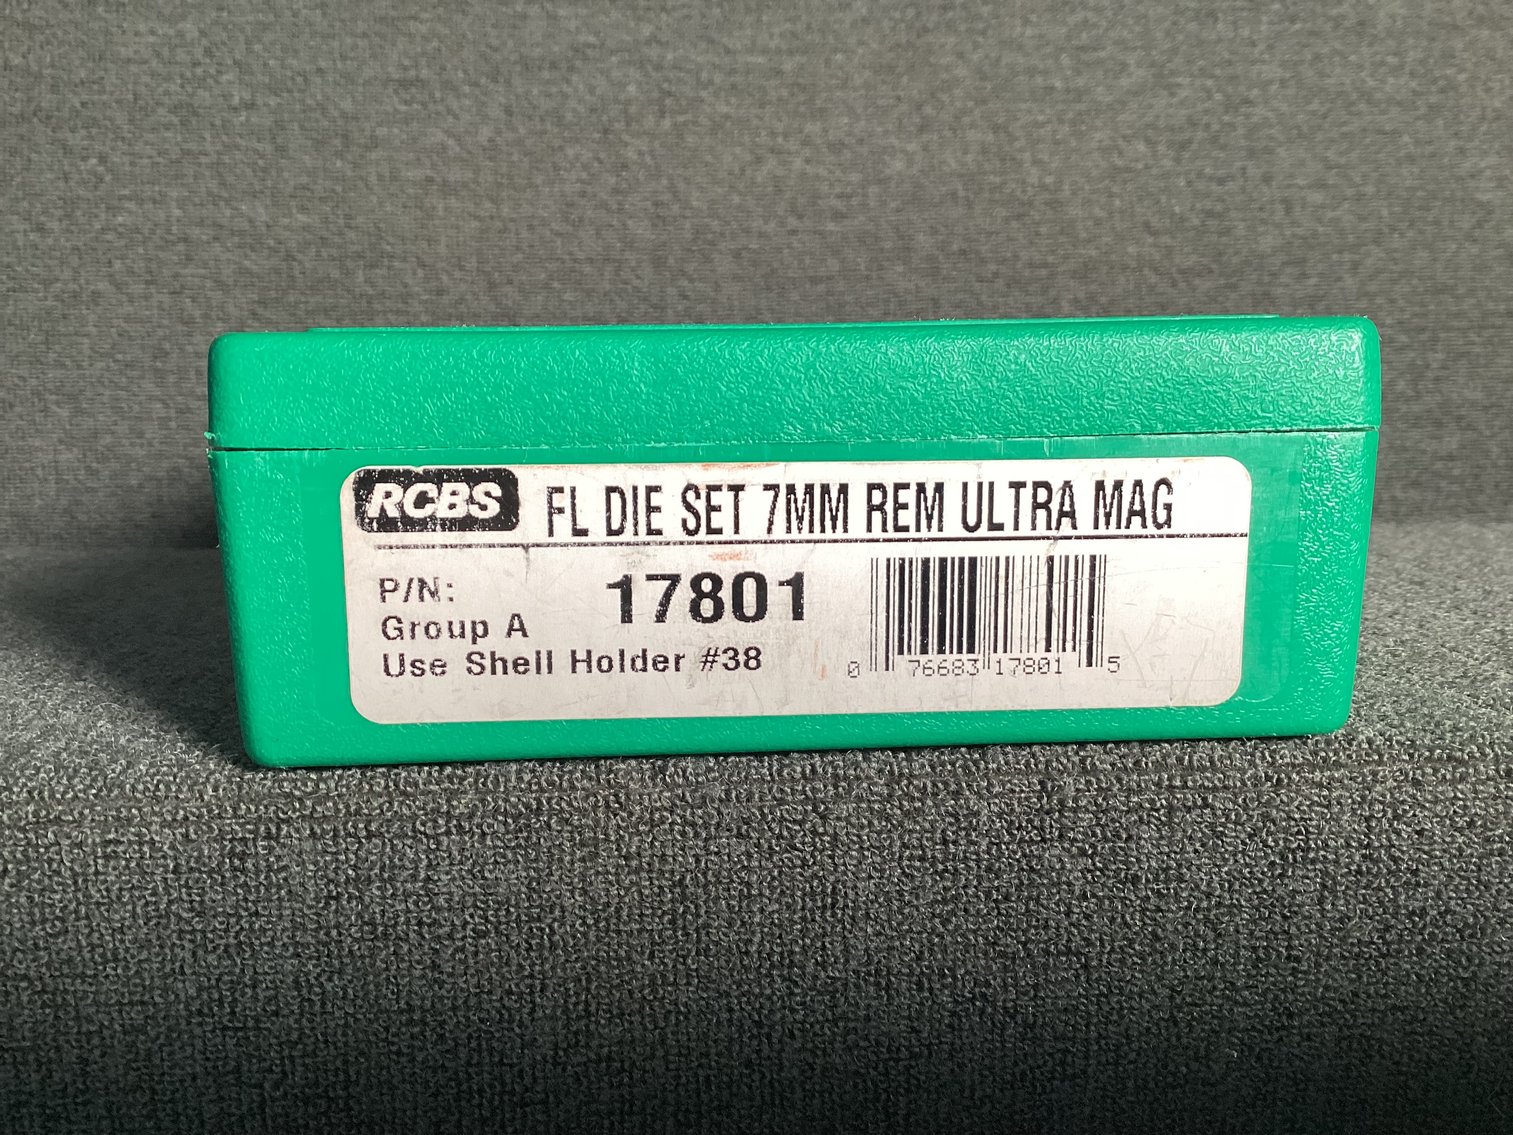 RCBS FL DIE SET 7MM REM ULTRA MAG
P/N: 17801
Group A
Use Shell Holder #38
0 76683 17801 5